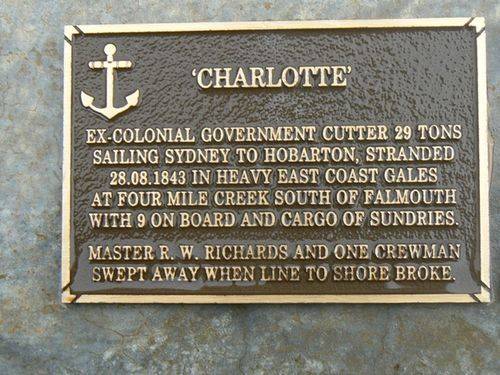 'CHARLOTTE'
EX-COLONIAL GOVERNMENT CUTTER 29 TONS
SAILING SYDNEY TO HOBARTON, STRANDED
28.08.1843 IN HEAVY EAST COAST GALES
AT FOUR MILE CREEK SOUTH OF FALMOUTH
WITH 9 ON BOARD AND CARGO OF SUNDRIES.
MASTER R. W. RICHARDS AND ONE CREWMAN
SWEPT AWAY WHEN LINE TO SHORE BROKE.